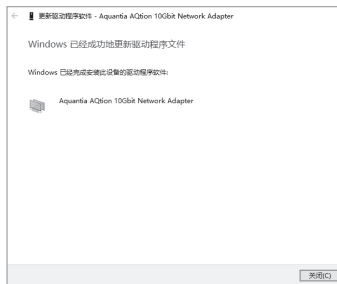 更新驱动程序软件 - Aquantia AQtion 10Gbit Network Adapter
Windows 已经成功地更新驱动程序文件
Windows 已经完成安装此设备的驱动程序软件:
Aquantia AQtion 10Gbit Network Adapter
关闭(C)